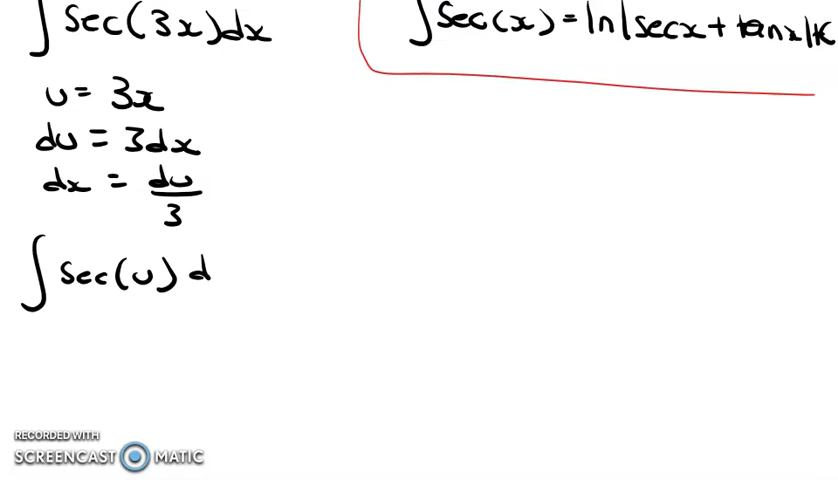 ∫ sec(3x)dx
∫ sec(x) = ln|secx + tanx|+c
u = 3x
du = 3dx
dx = du/3
∫ sec(u) d
RECORDED WITH
SCREENCAST MATIC